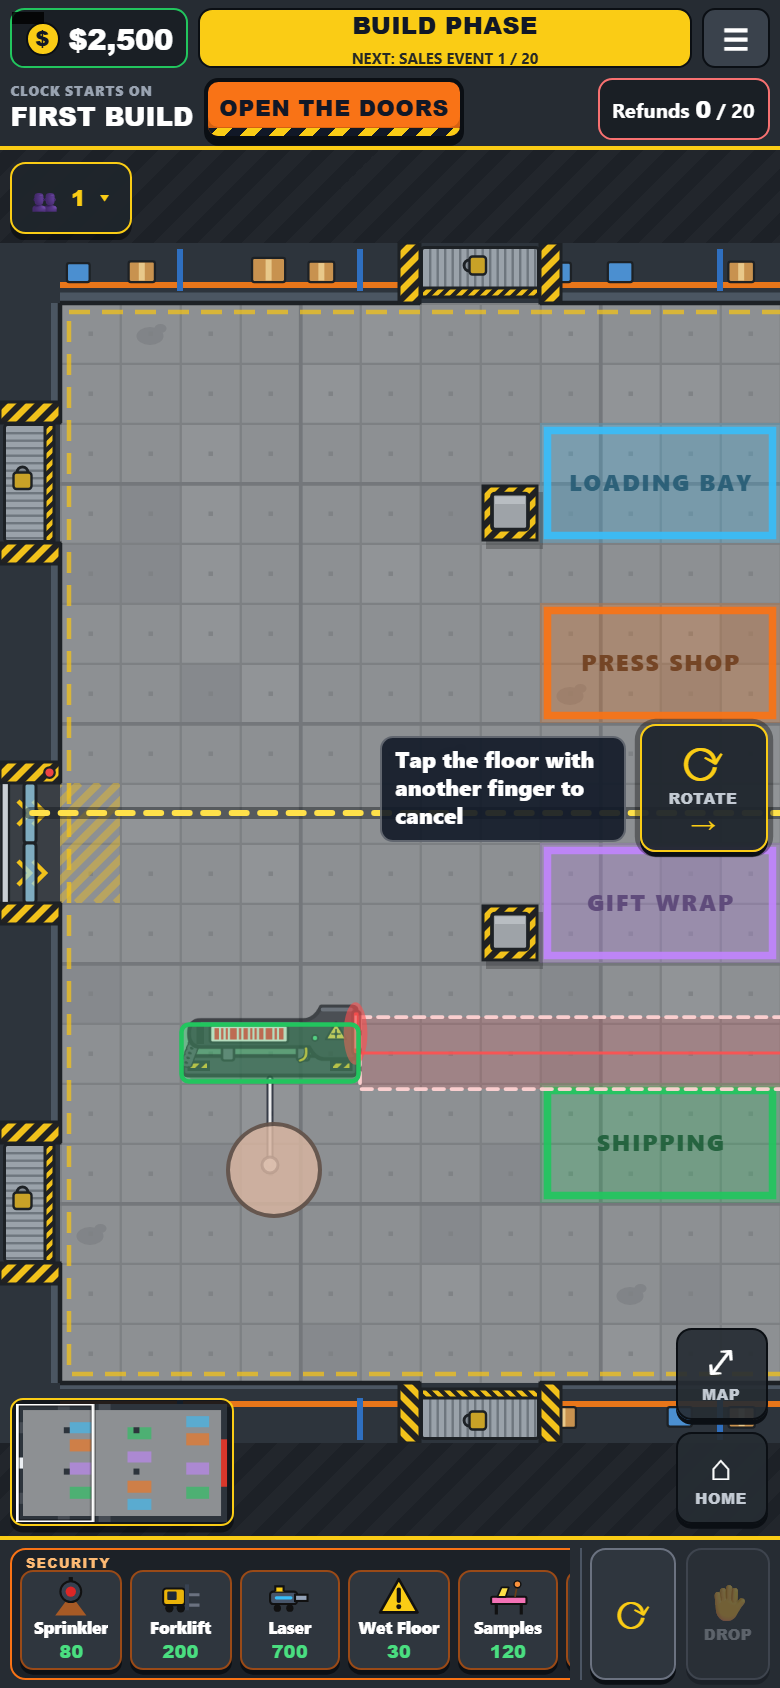 $2,500
BUILD PHASE
NEXT: SALES EVENT 1 / 20
CLOCK STARTS ON
FIRST BUILD
OPEN THE DOORS
Refunds 0 / 20
1
LOADING BAY
PRESS SHOP
Tap the floor with
another finger to
cancel
ROTATE
GIFT WRAP
SHIPPING
MAP
HOME
SECURITY
Sprinkler
80
Forklift
200
Laser
700
Wet Floor
30
Samples
120
DROP